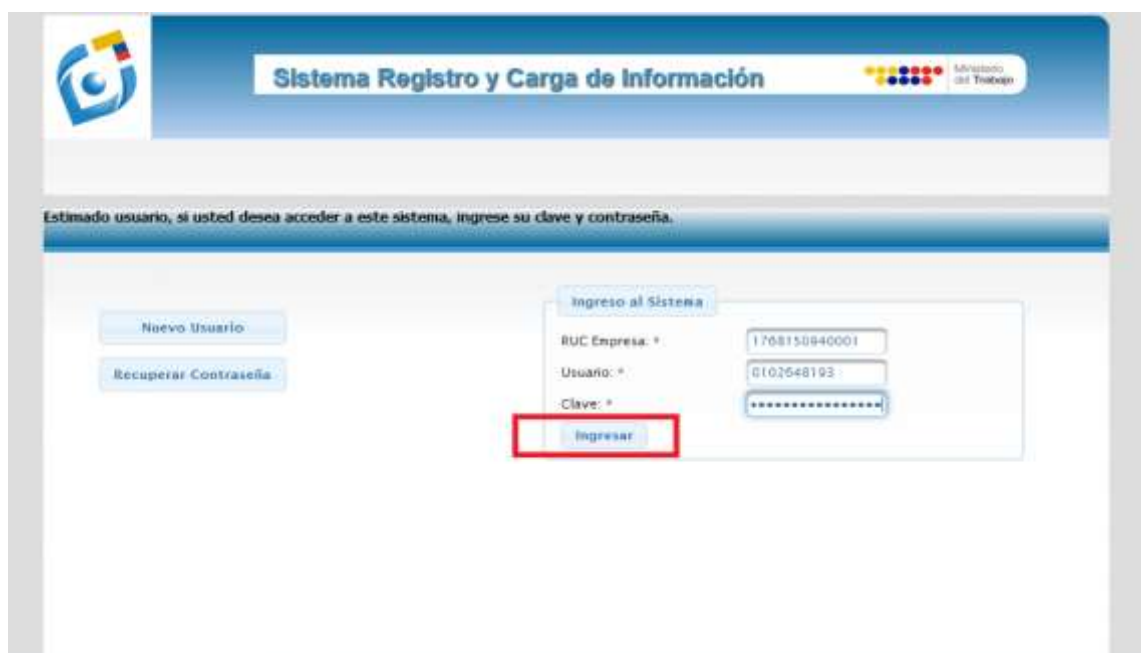 Sistema Registro y Carga de Información
Ministerio
del Trabajo
Estimado usuario, si usted desea acceder a este sistema, ingrese su clave y contraseña.
Nuevo Usuario
Recuperar Contraseña
Ingreso al Sistema
RUC Empresa: *
1768150940001
Usuario: *
0102648193
Clave: *
••••••••••••••••
Ingresar